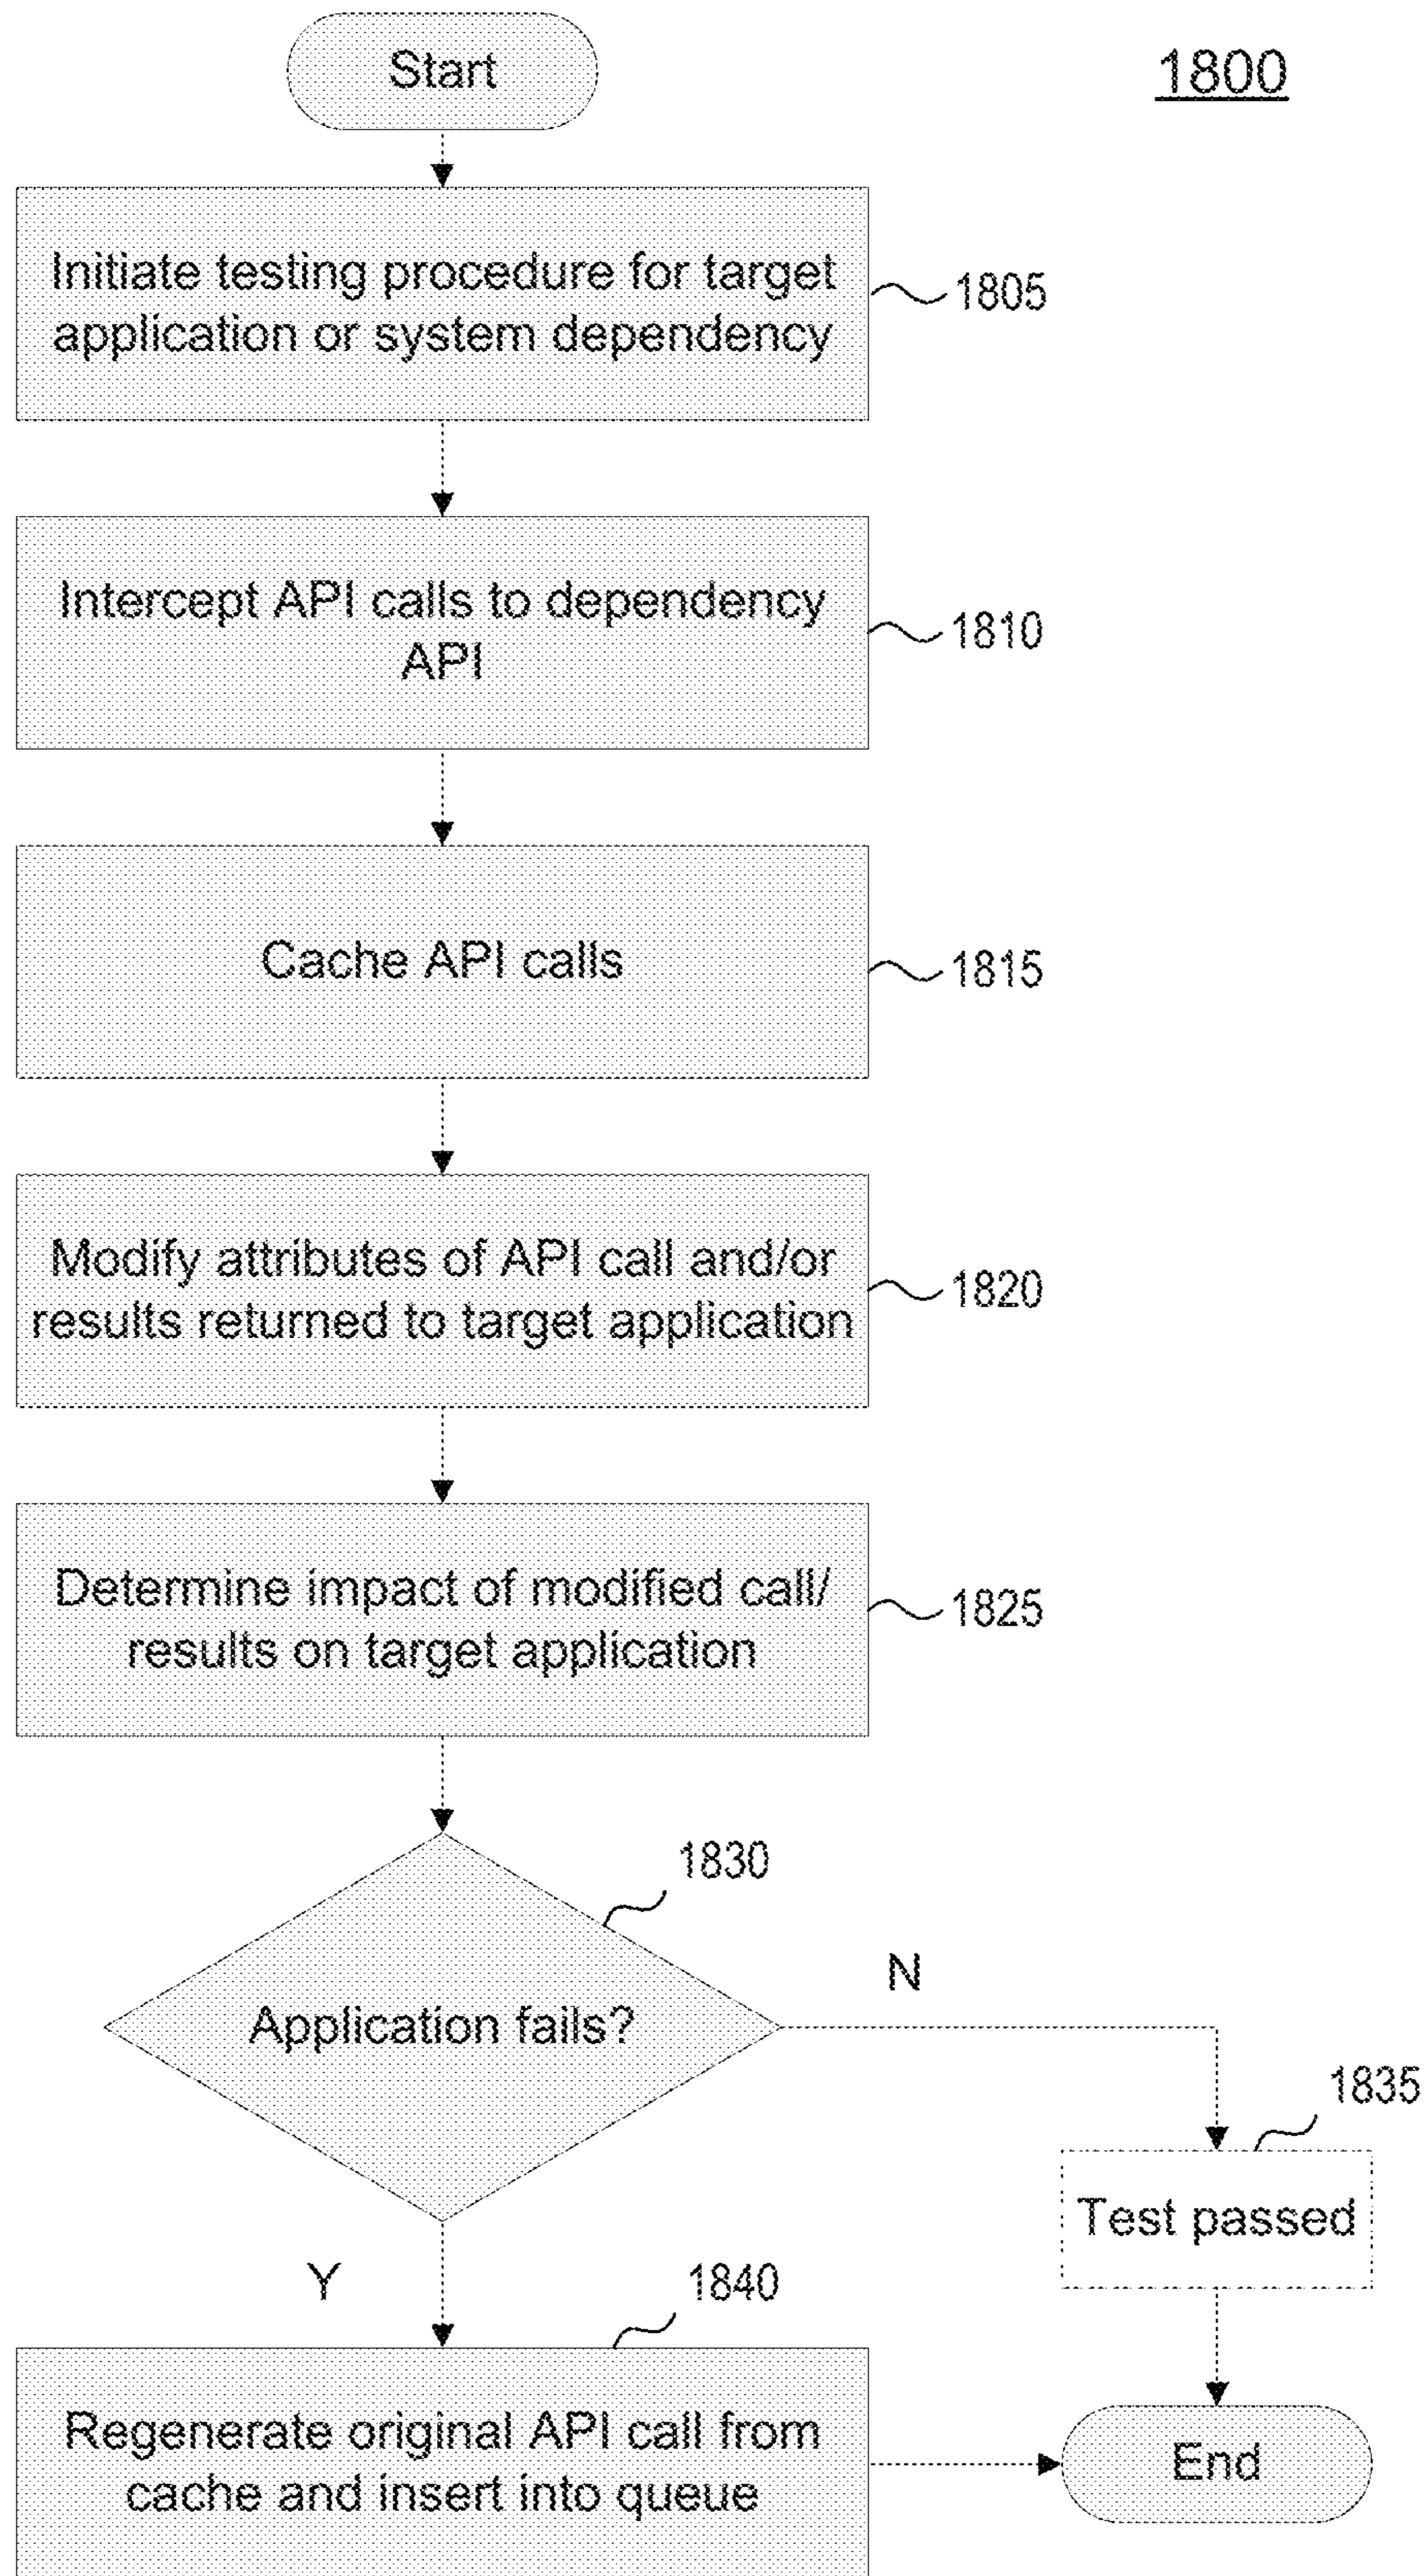 Start
1800
Initiate testing procedure for target
application or system dependency
1805
Intercept API calls to dependency
API
1810
Cache API calls
1815
Modify attributes of API call and/or
results returned to target application
1820
Determine impact of modified call/
results on target application
1825
1830
Application fails?
N
1835
Test passed
Y
1840
Regenerate original API call from
cache and insert into queue
End